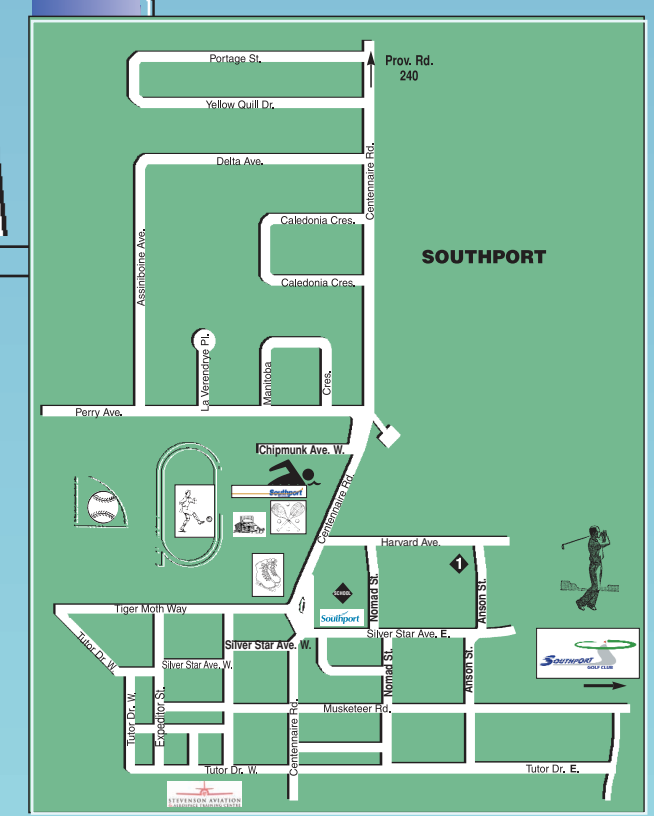 Portage St.
Prov. Rd.
240
Yellow Quill Dr.
Delta Ave.
Centennaire Rd.
Caledonia Cres.
SOUTHPORT
Assiniboine Ave.
Caledonia Cres.
La Verendrye Pl.
Manitoba
Cres.
Perry Ave.
Chipmunk Ave. W.
Southport
Centennaire Rd.
Harvard Ave.
1
SCHOOL
Nomad St.
Anson St.
Tiger Moth Way
Southport
Silver Star Ave. E.
Silver Star Ave. W.
Tutor Dr. W.
Silver Star Ave. W.
Nomad St.
Anson St.
SOUTHPORT
GOLF CLUB
Tutor Dr. W.
Expeditor St.
Centennaire Rd.
Musketeer Rd.
Tutor Dr. W.
Tutor Dr. E.
STEVENSON AVIATION
& AEROSPACE TRAINING CENTRE